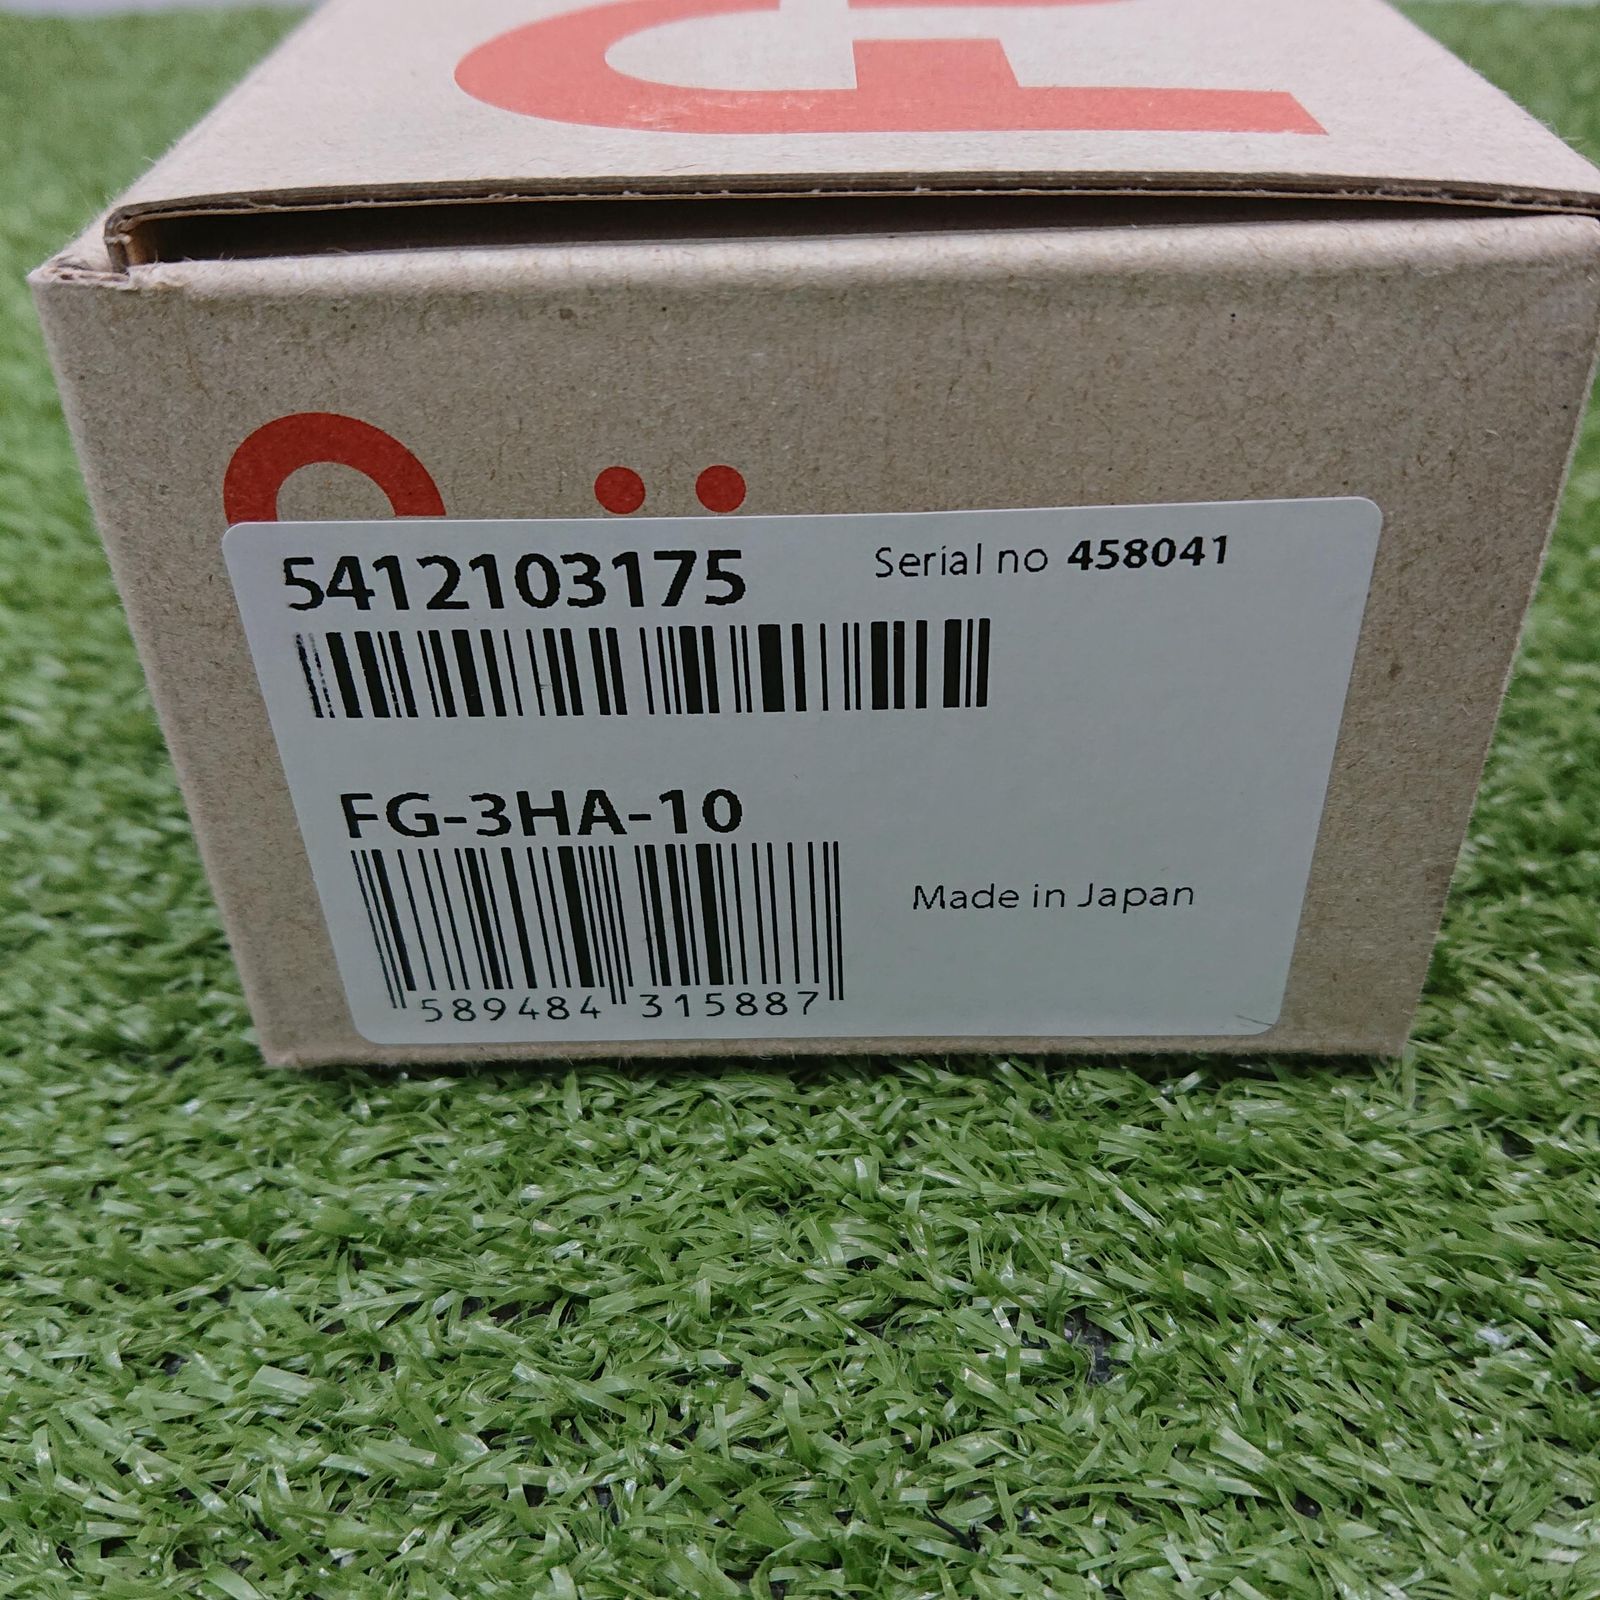 5412103175
Serial no 458041
FG-3HA-10
Made in Japan
589484 315887